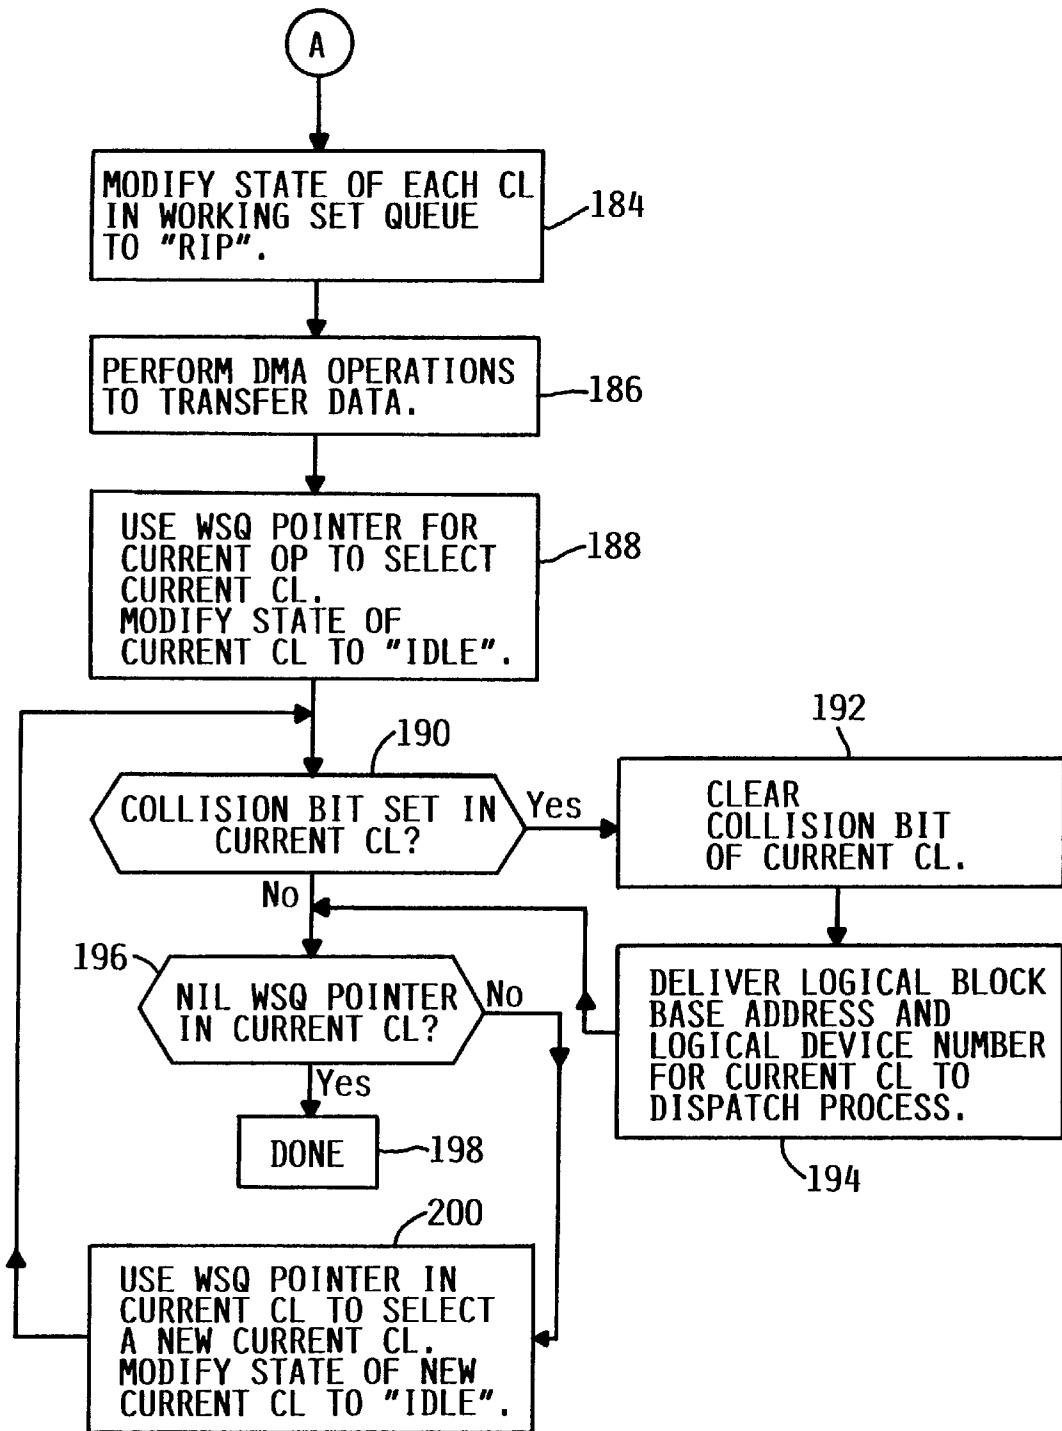 A
MODIFY STATE OF EACH CL
IN WORKING SET QUEUE
TO "RIP".
184
PERFORM DMA OPERATIONS
TO TRANSFER DATA.
186
USE WSQ POINTER FOR
CURRENT OP TO SELECT
CURRENT CL.
MODIFY STATE OF
CURRENT CL TO "IDLE".
188
190
COLLISION BIT SET IN
CURRENT CL?
Yes
No
192
CLEAR
COLLISION BIT
OF CURRENT CL.
DELIVER LOGICAL BLOCK
BASE ADDRESS AND
LOGICAL DEVICE NUMBER
FOR CURRENT CL TO
DISPATCH PROCESS.
194
196
NIL WSQ POINTER
IN CURRENT CL?
No
Yes
DONE
198
200
USE WSQ POINTER IN
CURRENT CL TO SELECT
A NEW CURRENT CL.
MODIFY STATE OF NEW
CURRENT CL TO "IDLE".